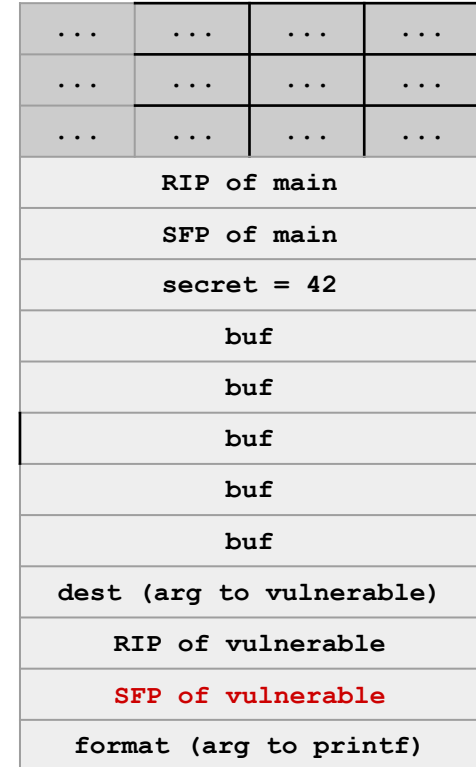 ... ... ... ...
... ... ... ...
... ... ... ...
RIP of main
SFP of main
secret = 42
buf
buf
buf
buf
buf
dest (arg to vulnerable)
RIP of vulnerable
SFP of vulnerable
format (arg to printf)